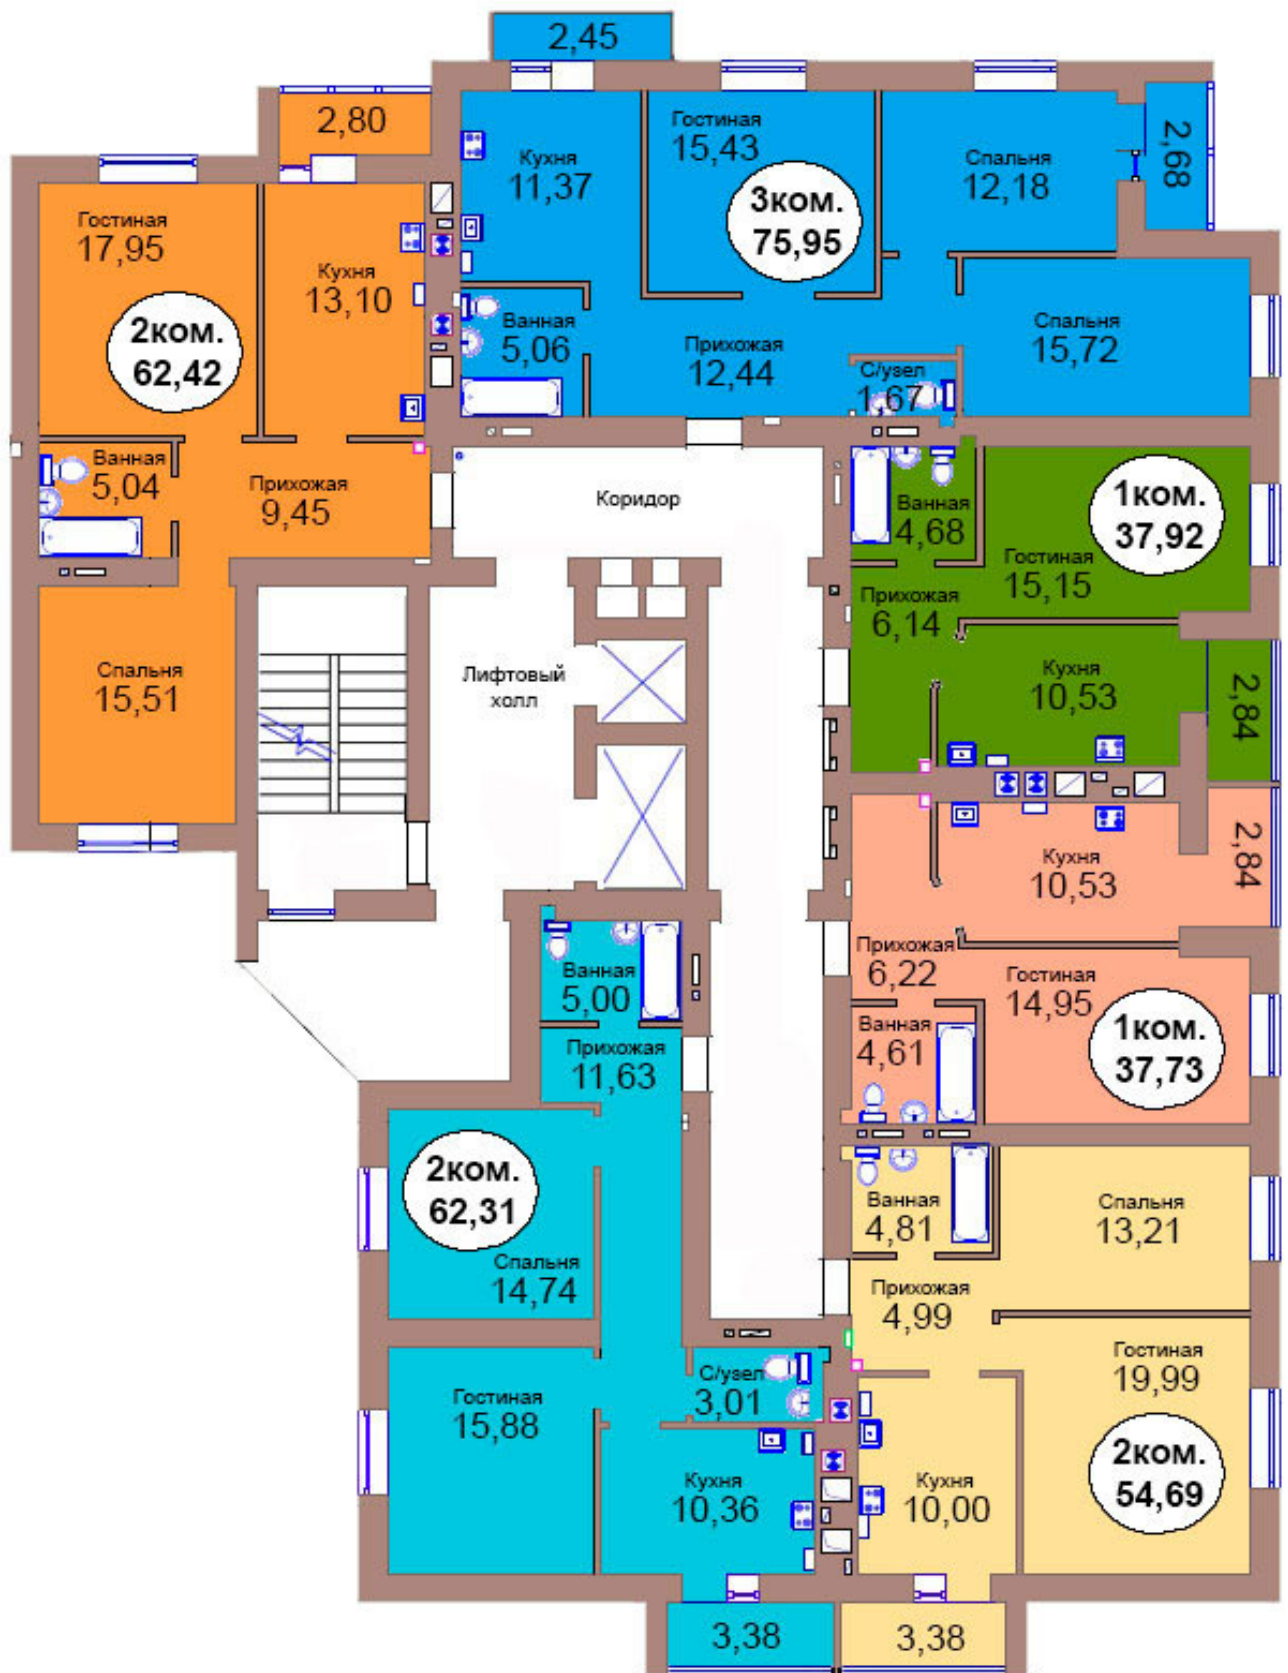 2,45
2,80
Кухня
11,37
Гостиная
15,43
3ком.
75,95
Спальня
12,18
2,68
Гостиная
17,95
2ком.
62,42
Кухня
13,10
Ванная
5,06
Прихожая
12,44
С/узел
1,67
Спальня
15,72
Ванная
5,04
Прихожая
9,45
Коридор
Ванная
4,68
1ком.
37,92
Гостиная
15,15
Прихожая
6,14
Кухня
10,53
2,84
Спальня
15,51
Лифтовый
холл
Кухня
10,53
2,84
Прихожая
6,22
Гостиная
14,95
Ванная
4,61
1ком.
37,73
Ванная
5,00
Прихожая
11,63
2ком.
62,31
Спальня
14,74
Ванная
4,81
Спальня
13,21
Прихожая
4,99
Гостиная
19,99
2ком.
54,69
Гостиная
15,88
С/узел
3,01
Кухня
10,36
Кухня
10,00
3,38
3,38